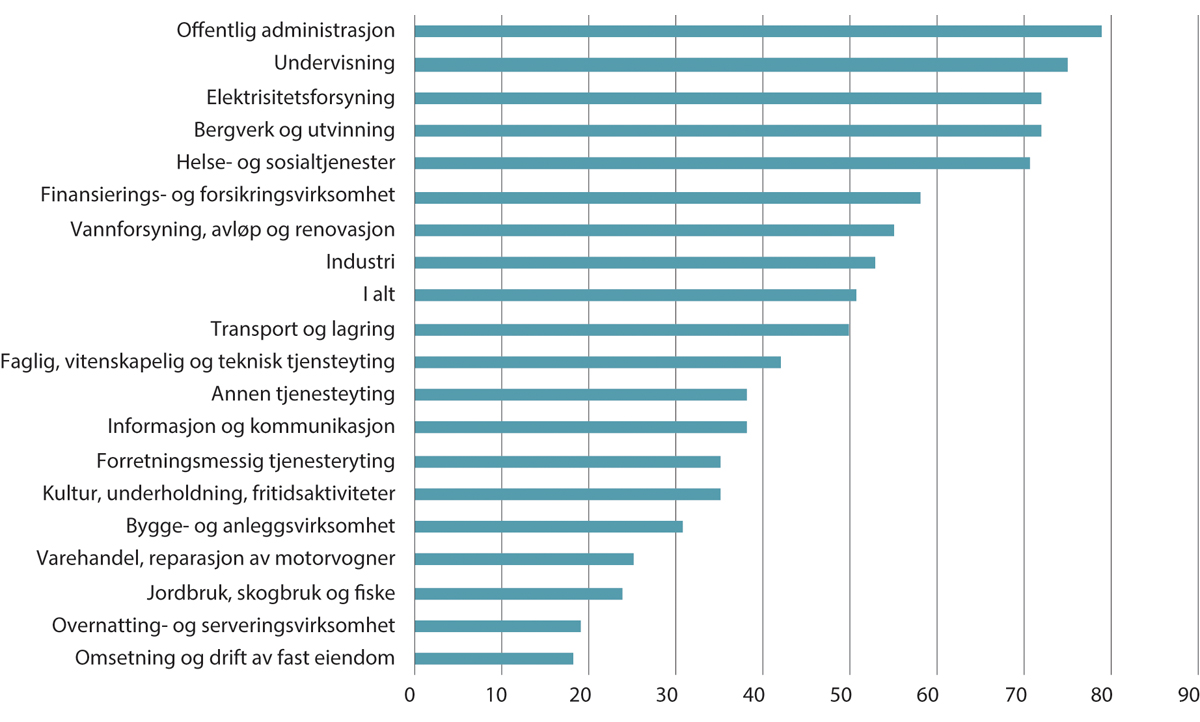 Offentlig administrasjon
Undervisning
Elektrisitetsforsyning
Bergverk og utvinning
Helse- og sosialtjenester
Finansierings- og forsikringsvirksomhet
Vannforsyning, avløp og renovasjon
Industri
I alt
Transport og lagring
Faglig, vitenskapelig og teknisk tjensteyting
Annen tjenesteyting
Informasjon og kommunikasjon
Forretningsmessig tjenesteryting
Kultur, underholdning, fritidsaktiviteter
Bygge- og anleggsvirksomhet
Varehandel, reparasjon av motorvogner
Jordbruk, skogbruk og fiske
Overnatting- og serveringsvirksomhet
Omsetning og drift av fast eiendom
0 10 20 30 40 50 60 70 80 90